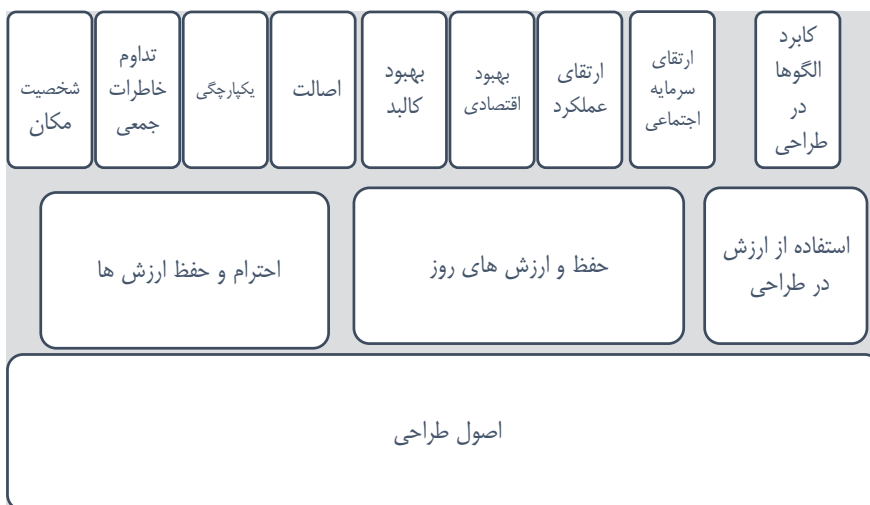 کابرد
الگوها
در
طراحی
ارتقای
سرمایه
اجتماعی
ارتقای
عملکرد
بهبود
اقتصادی
بهبود
کالبد
اصالت
یکپارچگی
تداوم
خاطرات
جمعی
شخصیت
مکان
استفاده از ارزش
در طراحی
حفظ و ارزش های روز
احترام و حفظ ارزش ها
اصول طراحی